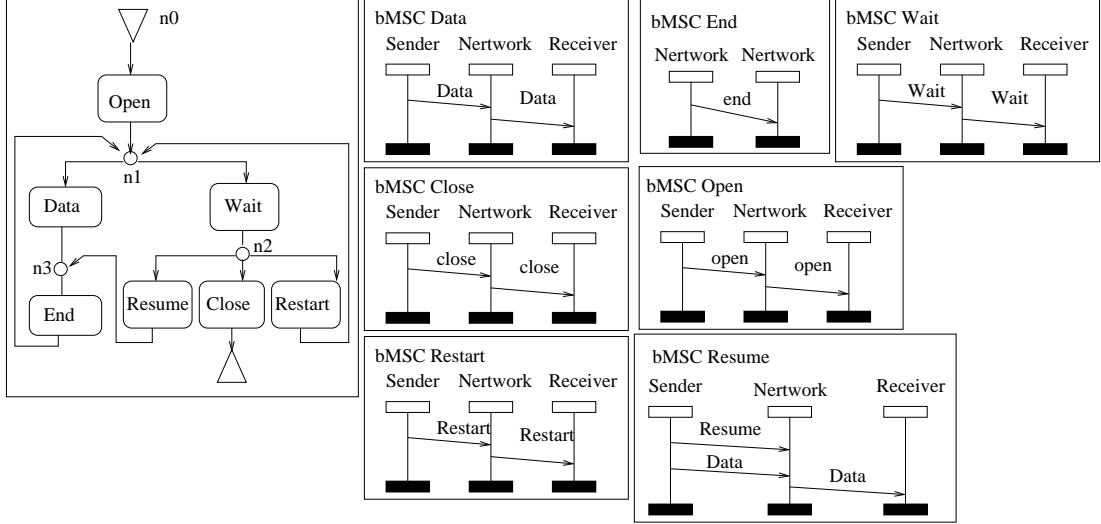 n0
Open
n1
Data
Wait
n2
n3
End
Resume
Close
Restart
bMSC Data
Sender Nertwork Receiver
Data
Data
bMSC End
Nertwork Nertwork
end
bMSC Wait
Sender Nertwork Receiver
Wait
Wait
bMSC Close
Sender Nertwork Receiver
close
close
bMSC Open
Sender Nertwork Receiver
open
open
bMSC Restart
Sender Nertwork Receiver
Restart
Restart
bMSC Resume
Sender Nertwork Receiver
Resume
Data
Data